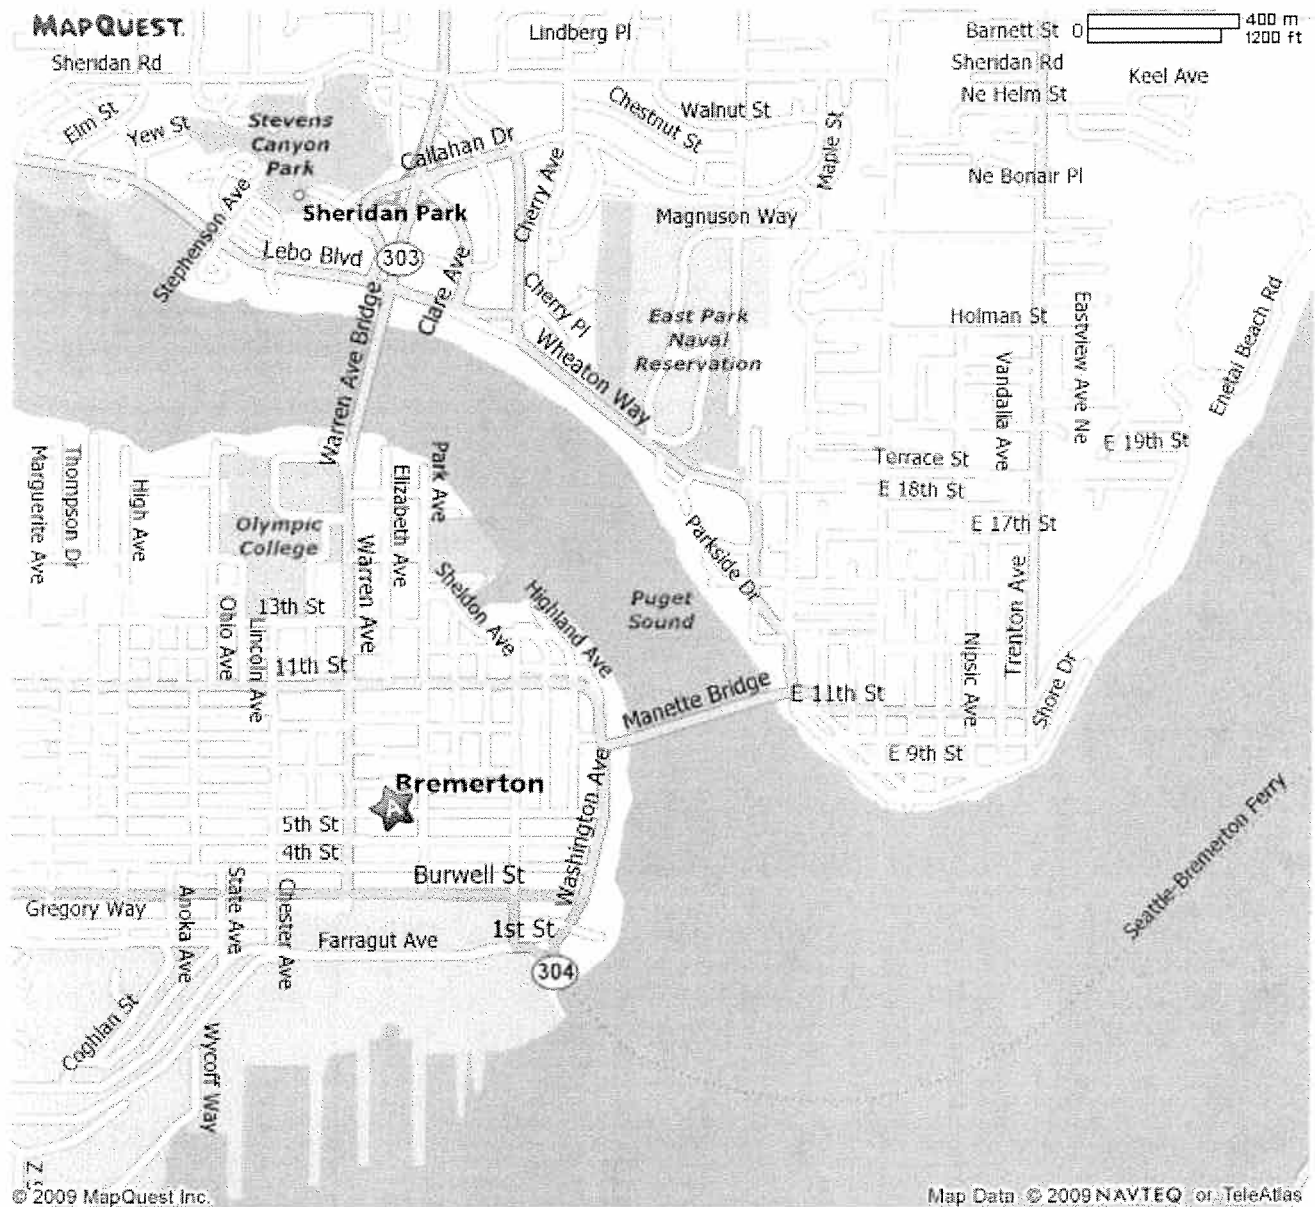 MAPQUEST.
Lindberg Pl
Barnett St
0
400 m
1200 ft
Sheridan Rd
Sheridan Rd
Keel Ave
Ne Helm St
Elm St
Yew St
Stevens
Canyon
Park
Callahan Dr
Chestnut St
Walnut St
Maple St
Ne Bonair Pl
Cherry Ave
Stephenson Ave
Sheridan Park
Magnuson Way
Lebo Blvd
303
Clare Ave
Cherry Pl
East Park
Naval
Reservation
Holman St
Eastview Ave Ne
Enetai Beach Rd
Warren Ave Bridge
Wheaton Way
Vandalia Ave
E 19th St
Terrace St
E 18th St
E 17th St
Marguerite Ave
Thompson Dr
High Ave
Olympic
College
Elizabeth Ave
Park Ave
Warren Ave
Parkside Dr
Sheldon Ave
Highland Ave
Puget
Sound
Trenton Ave
Nipsic Ave
Shore Dr
Ohio Ave
Lincoln Ave
13th St
11th St
Manette Bridge
E 11th St
E 9th St
Bremerton
A
5th St
4th St
Washington Ave
Burwell St
Gregory Way
Anoka Ave
State Ave
Chester Ave
Farragut Ave
1st St
304
Seattle-Bremerton Ferry
Coghlan St
Wycoff Way
© 2009 MapQuest Inc.
Map Data © 2009 NAVTEQ or TeleAtlas